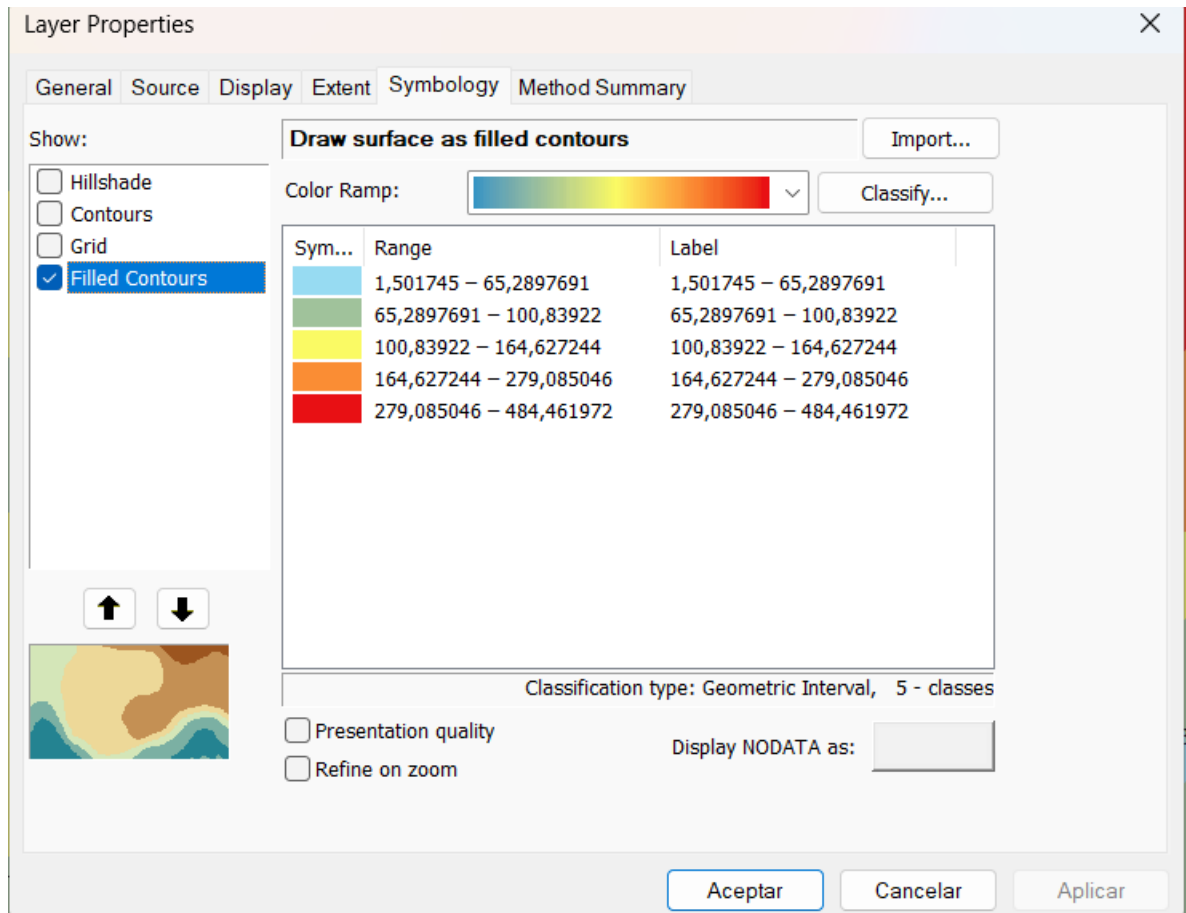 Layer Properties
General Source Display Extent Symbology Method Summary
Show:
Hillshade
Contours
Grid
Filled Contours
Draw surface as filled contours
Import...
Color Ramp:
Classify...
Sym... Range Label
1,501745 – 65,2897691 1,501745 – 65,2897691
65,2897691 – 100,83922 65,2897691 – 100,83922
100,83922 – 164,627244 100,83922 – 164,627244
164,627244 – 279,085046 164,627244 – 279,085046
279,085046 – 484,461972 279,085046 – 484,461972
Classification type: Geometric Interval, 5 - classes
Presentation quality
Refine on zoom
Display NODATA as:
Aceptar Cancelar Aplicar